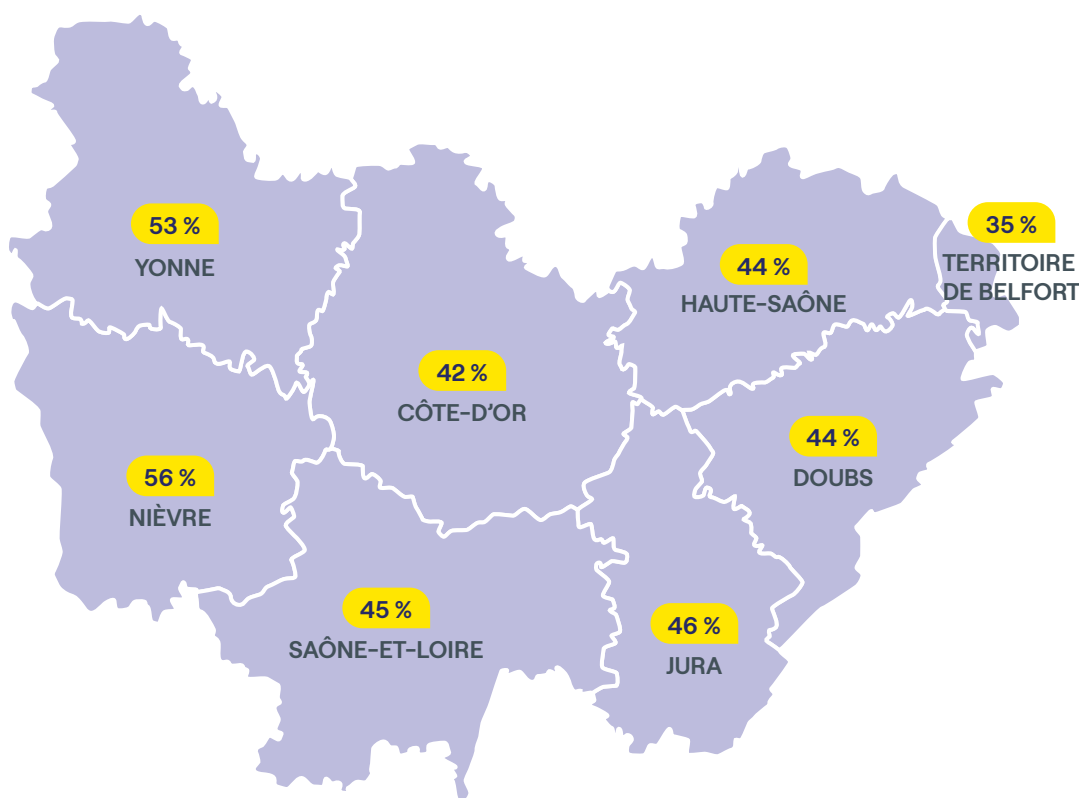 53 %
YONNE
35 %
TERRITOIRE
DE BELFORT
44 %
HAUTE-SAÔNE
42 %
CÔTE-D'OR
44 %
DOUBS
56 %
NIÈVRE
45 %
SAÔNE-ET-LOIRE
46 %
JURA